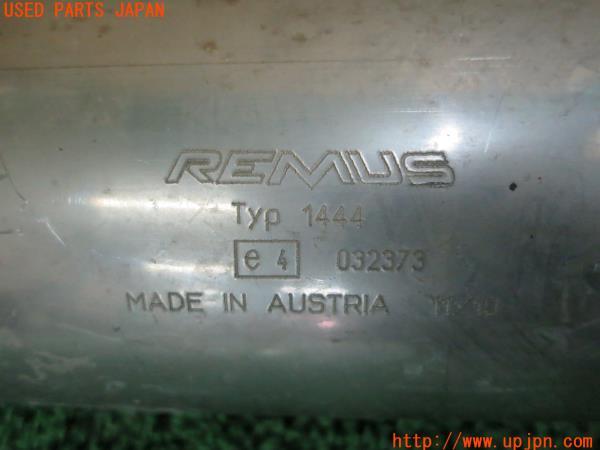 USED PARTS JAPAN
REMUS
Typ 1444
e 4 032373
MADE IN AUSTRIA
http://www.upjpn.com/